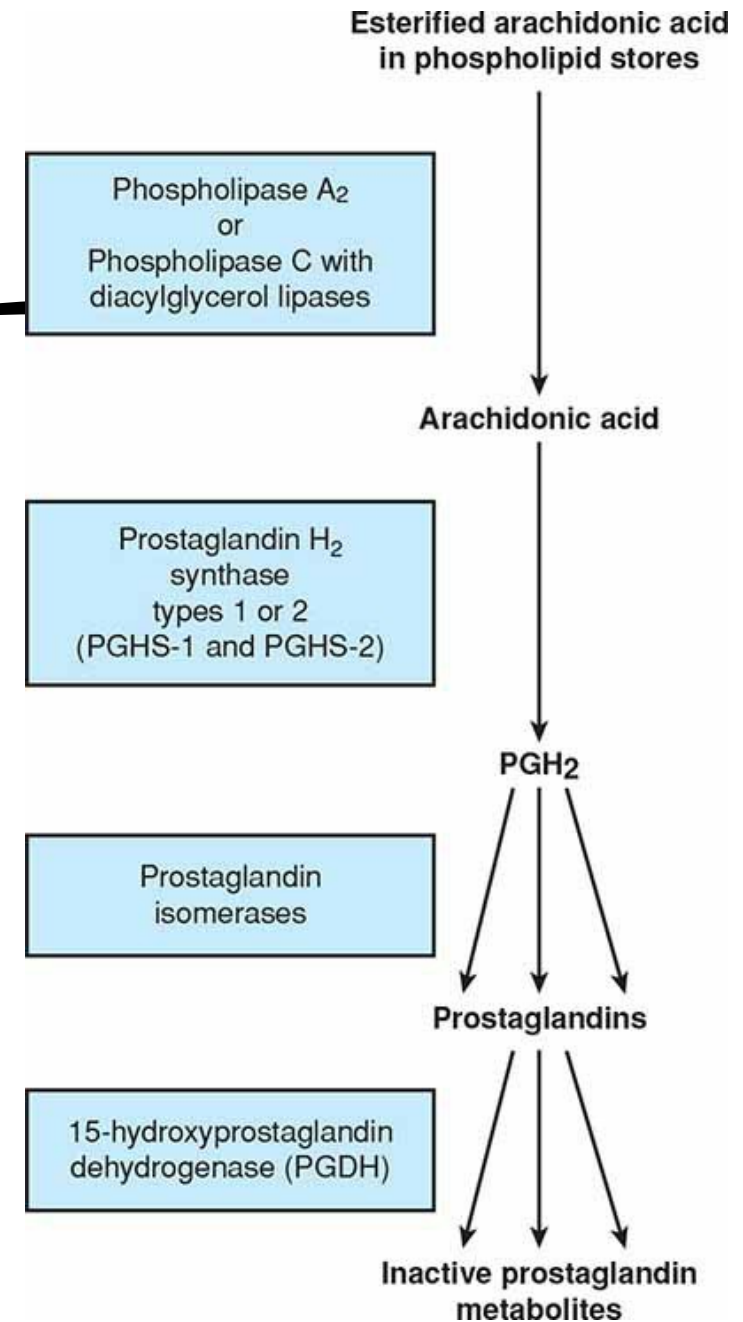 Esterified arachidonic acid
in phospholipid stores
Phospholipase A2
or
Phospholipase C with
diacylglycerol lipases
Arachidonic acid
Prostaglandin H2
synthase
types 1 or 2
(PGHS-1 and PGHS-2)
PGH2
Prostaglandin
isomerases
Prostaglandins
15-hydroxyprostaglandin
dehydrogenase (PGDH)
Inactive prostaglandin
metabolites